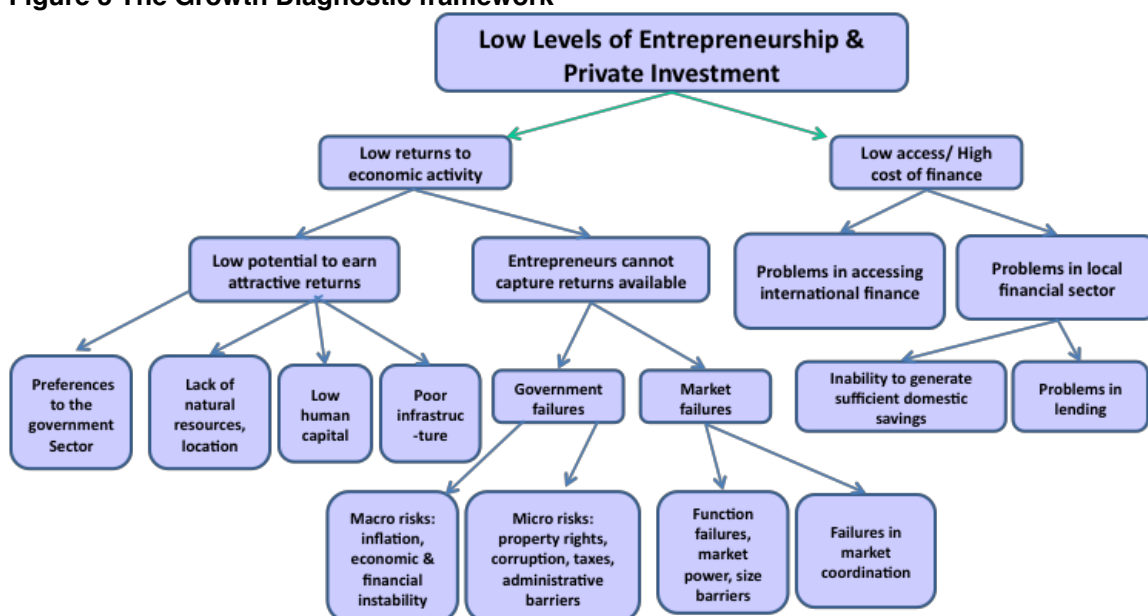 Figure 3 The Growth Diagnostic framework
Low Levels of Entrepreneurship &
Private Investment
Low returns to
economic activity
Low access/ High
cost of finance
Low potential to earn
attractive returns
Entrepreneurs cannot
capture returns available
Problems in accessing
international finance
Problems in local
financial sector
Preferences
to the
government
Sector
Lack of
natural
resources,
location
Low
human
capital
Poor
infrastruc
-ture
Government
failures
Market
failures
Inability to generate
sufficient domestic
savings
Problems in
lending
Macro risks:
inflation,
economic &
financial
instability
Micro risks:
property rights,
corruption, taxes,
administrative
barriers
Function
failures,
market
power, size
barriers
Failures in
market
coordination